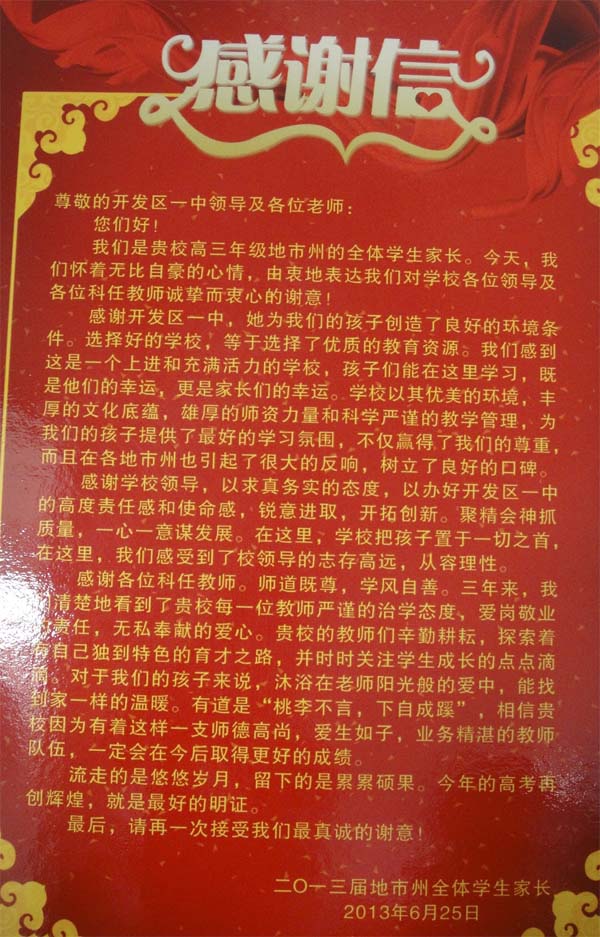 感谢信
尊敬的开发区一中领导及各位老师：
您们好！
我们是贵校高三年级地市州的全体学生家长。今天，我
们怀着无比自豪的心情，由衷地表达我们对学校各位领导及
各位科任教师诚挚而衷心的谢意！
感谢开发区一中，她为我们的孩子创造了良好的环境条
件。选择好的学校，等于选择了优质的教育资源。我们感到
这是一个上进和充满活力的学校，孩子们能在这里学习，既
是他们的幸运，更是家长们的幸运。学校以其优美的环境，丰
厚的文化底蕴，雄厚的师资力量和科学严谨的教学管理，为
我们的孩子提供了最好的学习氛围，不仅赢得了我们的尊重，
而且在各地市州也引起了很大的反响，树立了良好的口碑。
感谢学校领导，以求真务实的态度，以办好开发区一中
的高度责任感和使命感，锐意进取，开拓创新。聚精会神抓
质量，一心一意谋发展。在这里，学校把孩子置于一切之首，
在这里，我们感受到了校领导的志存高远，从容理性。
感谢各位科任教师。师道既尊，学风自善。三年来，我
清楚地看到了贵校每一位教师严谨的治学态度，爱岗敬业
责任，无私奉献的爱心。贵校的教师们辛勤耕耘，探索着
自己独到特色的育才之路，并时时关注学生成长的点点滴
滴。对于我们的孩子来说，沐浴在老师阳光般的爱中，能找
到家一样的温暖。有道是“桃李不言，下自成蹊”，相信贵
校因为有着这样一支师德高尚，爱生如子，业务精湛的教师
队伍，一定会在今后取得更好的成绩。
流走的是悠悠岁月，留下的是累累硕果。今年的高考再
创辉煌，就是最好的明证。
最后，请再一次接受我们最真诚的谢意！
二〇一三届地市州全体学生家长
2013年6月25日